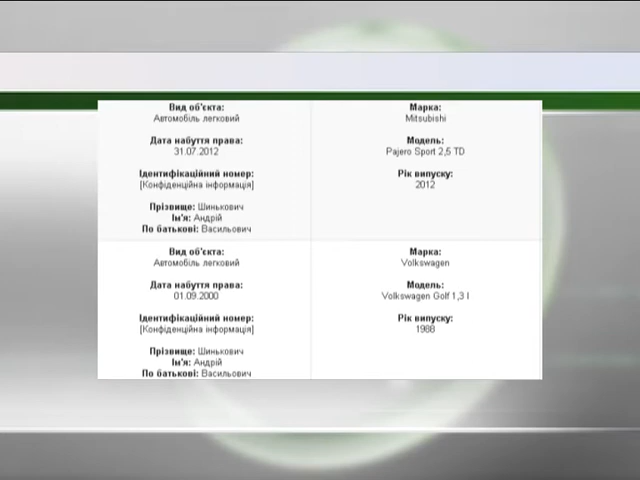 Вид об'єкта:
Автомобіль легковий
Дата набуття права:
31.07.2012
Ідентифікаційний номер:
[Конфіденційна інформація]
Прізвище: Шинькович
Ім'я: Андрій
По батькові: Васильович
Марка:
Mitsubishi
Модель:
Pajero Sport 2,5 TD
Рік випуску:
2012
Вид об'єкта:
Автомобіль легковий
Дата набуття права:
01.09.2000
Ідентифікаційний номер:
[Конфіденційна інформація]
Прізвище: Шинькович
Ім'я: Андрій
По батькові: Васильович
Марка:
Volkswagen
Модель:
Volkswagen Golf 1,3 l
Рік випуску:
1988